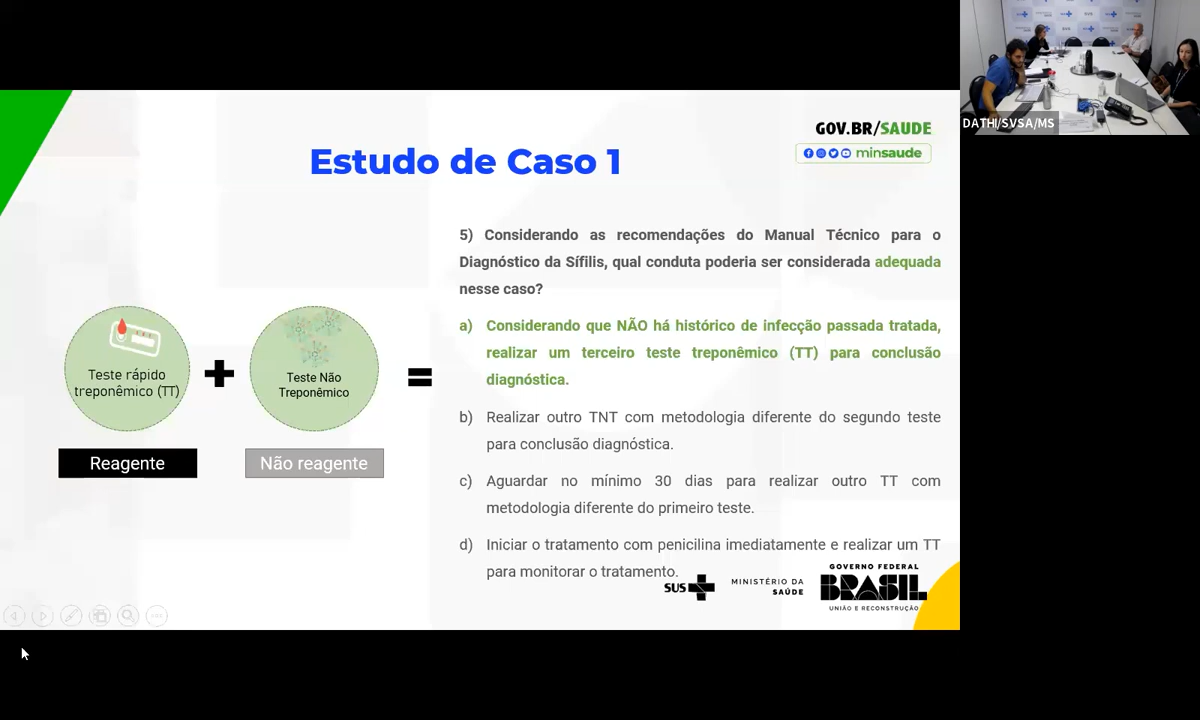 DATHI/SVSA/MS
GOV.BR/SAUDE
minsaude
Estudo de Caso 1
5) Considerando as recomendações do Manual Técnico para o
Diagnóstico da Sífilis, qual conduta poderia ser considerada adequada
nesse caso?
a) Considerando que NÃO há histórico de infecção passada tratada,
realizar um terceiro teste treponêmico (TT) para conclusão
diagnóstica.
b) Realizar outro TNT com metodologia diferente do segundo teste
para conclusão diagnóstica.
c) Aguardar no mínimo 30 dias para realizar outro TT com
metodologia diferente do primeiro teste.
d) Iniciar o tratamento com penicilina imediatamente e realizar um TT
para monitorar o tratamento.
Teste rápido
treponêmico (TT)
+
Teste Não
Treponêmico
=
Reagente
Não reagente
SUS
MINISTÉRIO DA
SAÚDE
GOVERNO FEDERAL
BRASIL
UNIÃO E RECONSTRUÇÃO